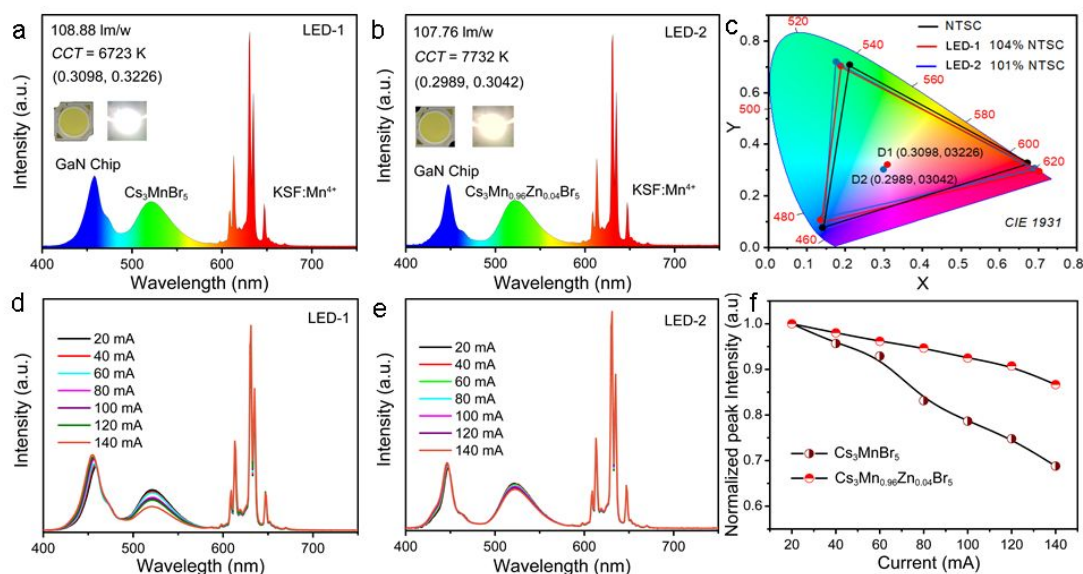 a
108.88 lm/w
CCT = 6723 K
(0.3098, 0.3226)
LED-1
GaN Chip
Cs₃MnBr₅
KSF:Mn⁴⁺
Intensity (a.u.)
400 500 600 700
Wavelength (nm)
b
107.76 lm/w
CCT = 7732 K
(0.2989, 0.3042)
LED-2
GaN Chip
Cs₃Mn₀.₉₆Zn₀.₀₄Br₅
KSF:Mn⁴⁺
Intensity (a.u.)
400 500 600 700
Wavelength (nm)
c
NTSC
LED-1 104% NTSC
LED-2 101% NTSC
520
540
560
500
580
600
620
480
460
D1 (0.3098, 03226)
D2 (0.2989, 03042)
CIE 1931
Y
0.8
0.6
0.4
0.2
0.0
0.0 0.1 0.2 0.3 0.4 0.5 0.6 0.7 0.8
X
d
LED-1
20 mA
40 mA
60 mA
80 mA
100 mA
120 mA
140 mA
Intensity (a.u.)
400 500 600 700
Wavelegth (nm)
e
LED-2
20 mA
40 mA
60 mA
80 mA
100 mA
120 mA
140 mA
Intensity (a.u.)
400 500 600 700
Wavelength (nm)
f
Normalized peak Intensity (a.u)
1.0
0.9
0.8
0.7
0.6
Cs₃MnBr₅
Cs₃Mn₀.₉₆Zn₀.₀₄Br₅
20 40 60 80 100 120 140
Current (mA)